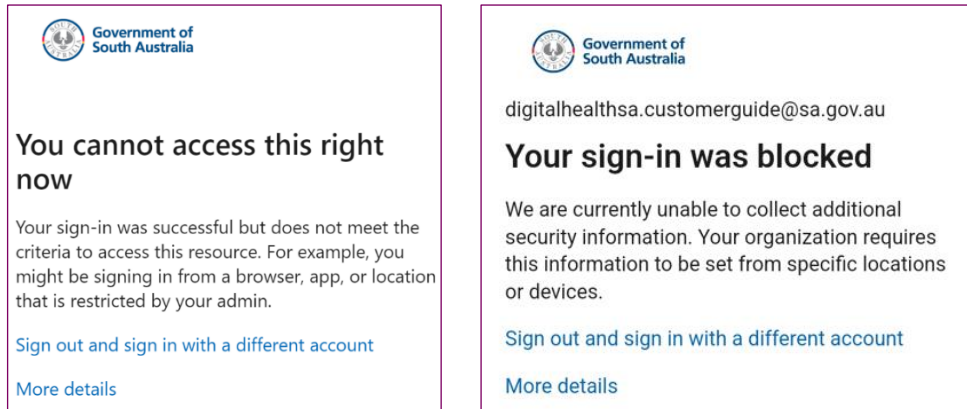 Government of
South Australia
You cannot access this right
now
Your sign-in was successful but does not meet the
criteria to access this resource. For example, you
might be signing in from a browser, app, or location
that is restricted by your admin.
Sign out and sign in with a different account
More details
Government of
South Australia
digitalhealthsa.customerguide@sa.gov.au
Your sign-in was blocked
We are currently unable to collect additional
security information. Your organization requires
this information to be set from specific locations
or devices.
Sign out and sign in with a different account
More details